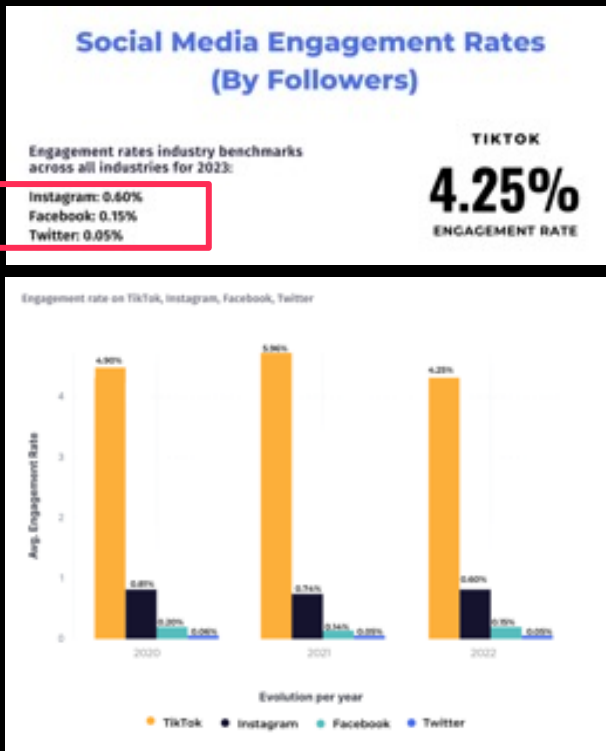 Social Media Engagement Rates
(By Followers)
Engagement rates industry benchmarks
across all industries for 2023:
Instagram: 0.60%
Facebook: 0.15%
Twitter: 0.05%
TIKTOK
4.25%
ENGAGEMENT RATE
Engagement rate on TikTok, Instagram, Facebook, Twitter
Avg. Engagement Rate
4
3
2
1
0
4.90%
0.81%
0.20%
0.06%
5.96%
0.74%
0.14%
0.05%
4.25%
0.60%
0.15%
0.05%
2020
2021
2022
Evolution per year
TikTok Instagram Facebook Twitter